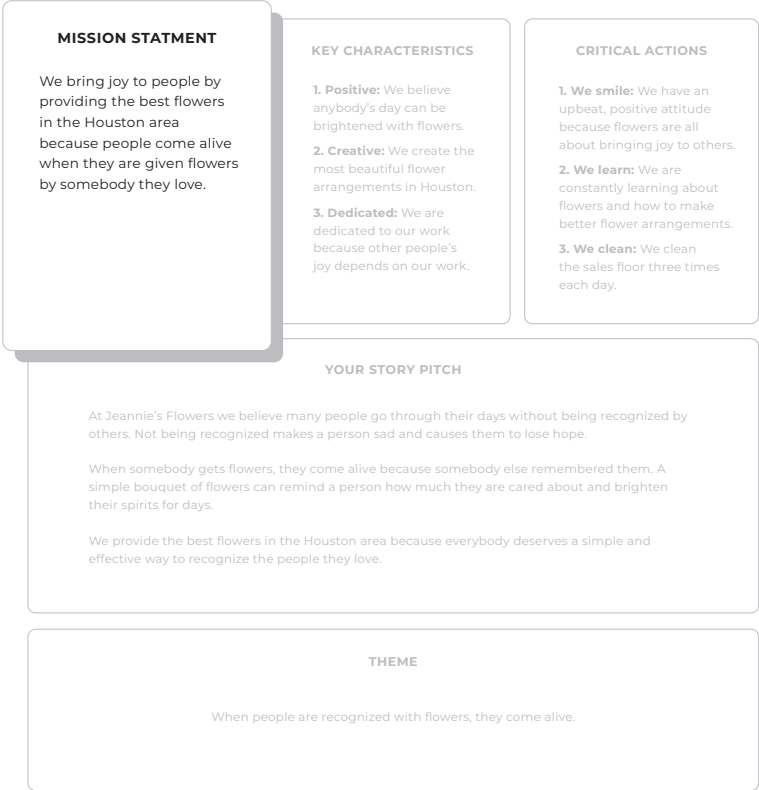 MISSION STATMENT
We bring joy to people by
providing the best flowers
in the Houston area
because people come alive
when they are given flowers
by somebody they love.
KEY CHARACTERISTICS
1. Positive: We believe
anybody’s day can be
brightened with flowers.
2. Creative: We create the
most beautiful flower
arrangements in Houston.
3. Dedicated: We are
dedicated to our work
because other people’s
joy depends on our work.
CRITICAL ACTIONS
1. We smile: We have an
upbeat, positive attitude
because flowers are all
about bringing joy to others.
2. We learn: We are
constantly learning about
flowers and how to make
better flower arrangements.
3. We clean: We clean
the sales floor three times
each day.
YOUR STORY PITCH
At Jeannie’s Flowers we believe many people go through their days without being recognized by
others. Not being recognized makes a person sad and causes them to lose hope.
When somebody gets flowers, they come alive because somebody else remembered them. A
simple bouquet of flowers can remind a person how much they are cared about and brighten
their spirits for days.
We provide the best flowers in the Houston area because everybody deserves a simple and
effective way to recognize the people they love.
THEME
When people are recognized with flowers, they come alive.